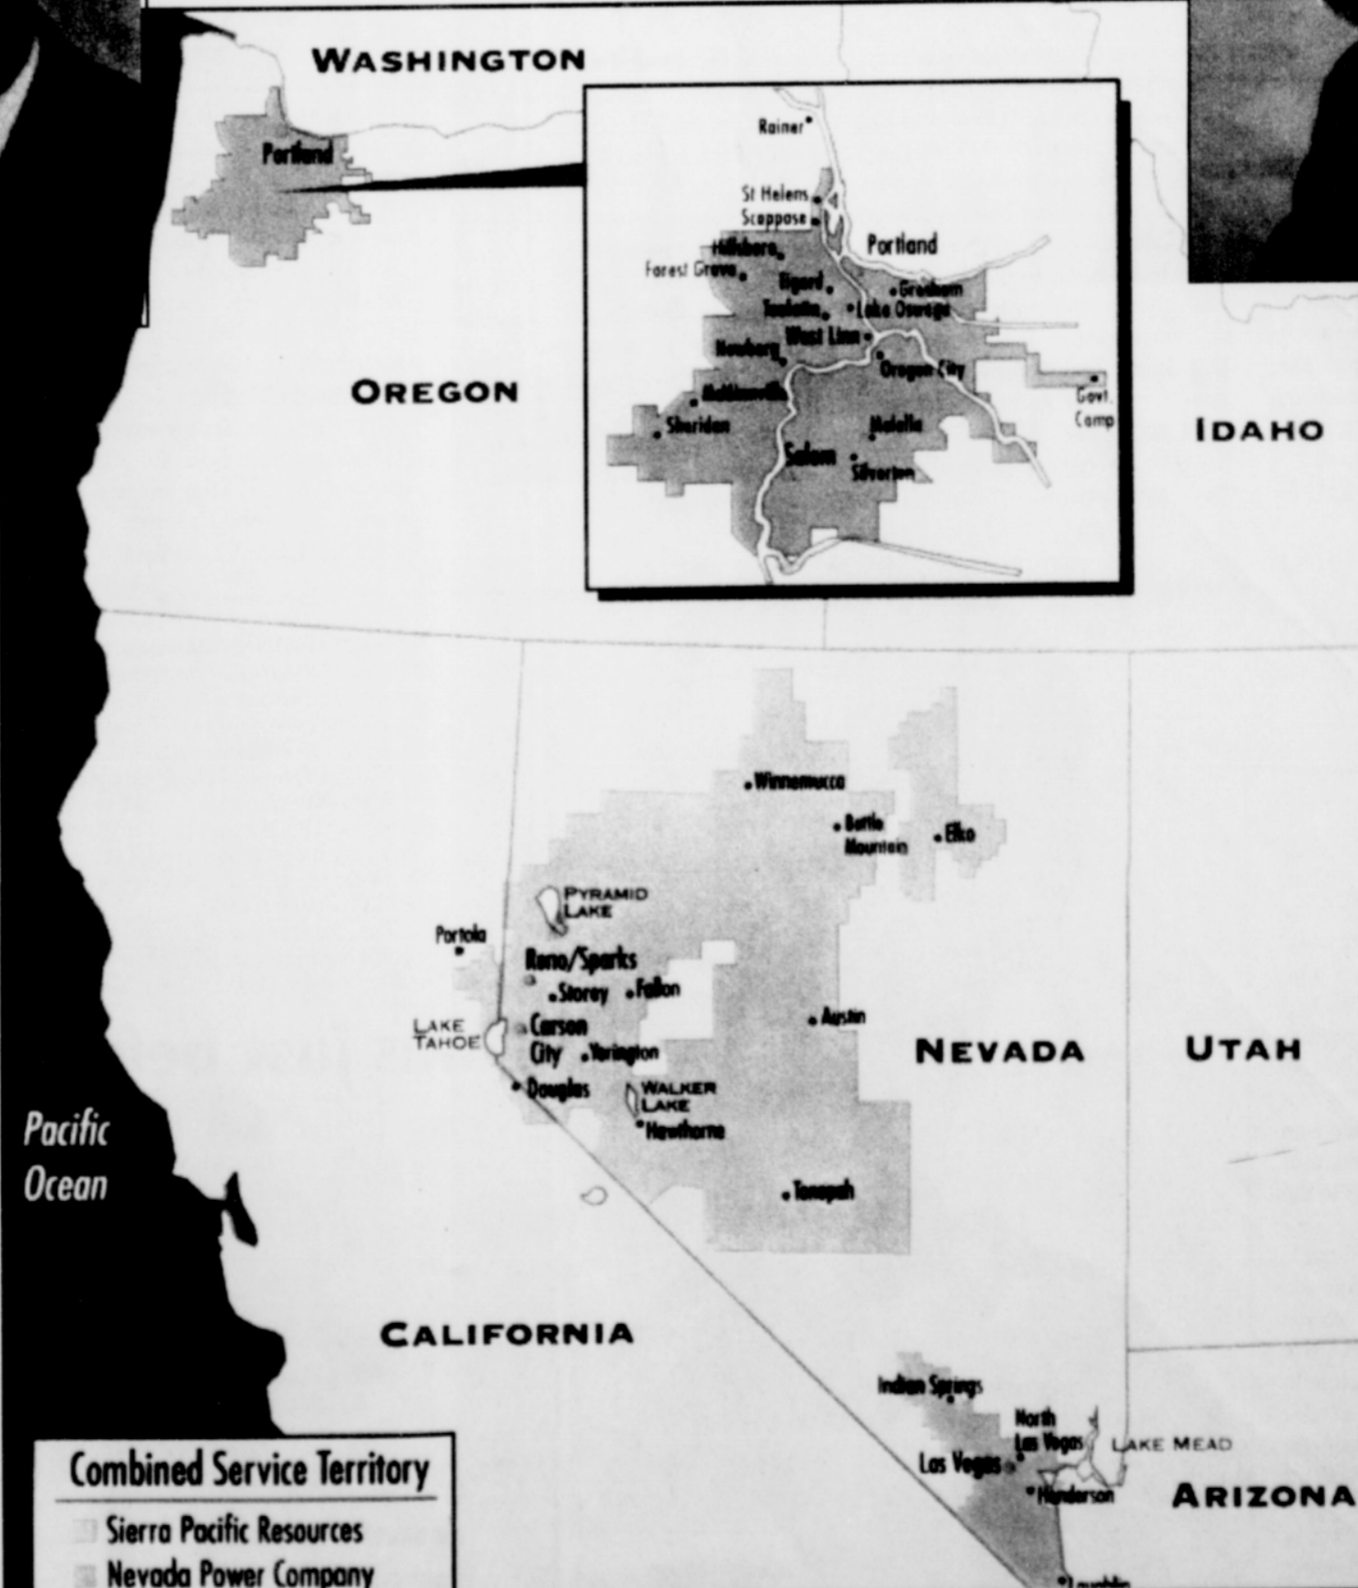 WASHINGTON
Portland
Rainer
St Helens
Scappose
Portland
Hillsboro
Forest Grove
Tigard
Gresham
Tualatin
Lake Oswego
West Linn
Newberg
Oregon City
McMinnville
Govt.
Camp
Sheridan
Molalla
Salem
Silverton
OREGON
IDAHO
Winnemucca
Battle
Mountain
Elko
PYRAMID
LAKE
Portola
Reno/Sparks
Storey
Fallon
LAKE
TAHOE
Carson
City
Yerington
Austin
NEVADA
UTAH
Douglas
WALKER
LAKE
Hawthorne
Pacific
Ocean
Tonopah
CALIFORNIA
Indian Springs
North
Las Vegas
LAKE MEAD
Las Vegas
Henderson
ARIZONA
Laughlin
Combined Service Territory
Sierra Pacific Resources
Nevada Power Company